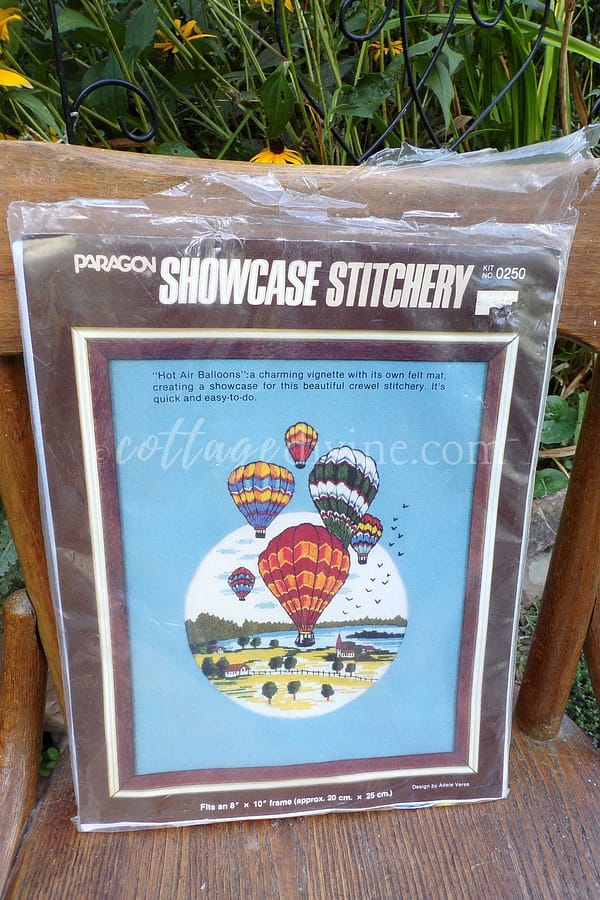 PARAGON SHOWCASE STITCHERY KIT NO 0250
"Hot Air Balloons":a charming vignette with its own felt mat,
creating a showcase for this beautiful crewel stitchery. It's
quick and easy-to-do.
©cottage vine.com
Fits an 8" x 10" frame (approx. 20 cm. x 25 cm.)
Design by Adele Veres